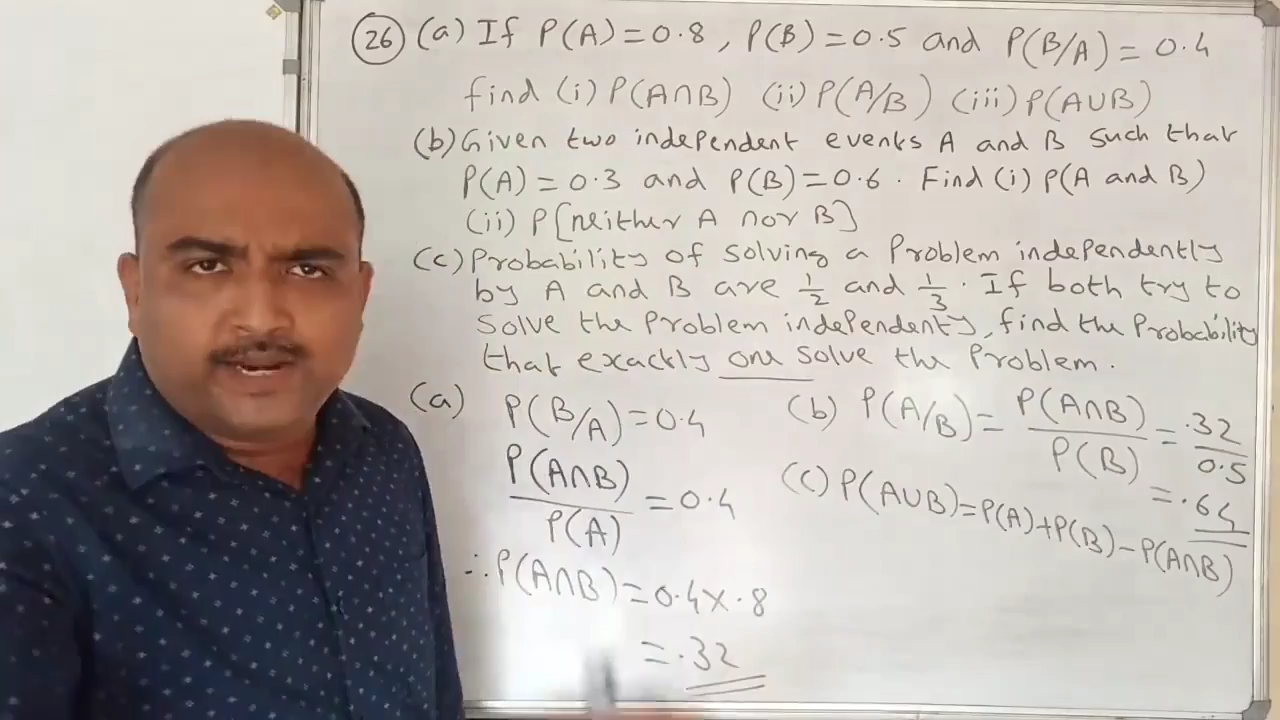 26 (a) If P(A) = 0.8, P(B) = 0.5 and P(B/A) = 0.4
find (i) P(A∩B) (ii) P(A/B) (iii) P(A∪B)
(b) Given two independent events A and B such that
P(A) = 0.3 and P(B) = 0.6. Find (i) P(A and B)
(ii) P[neither A nor B]
(c) Probability of solving a Problem independently
by A and B are 1/2 and 1/3. If both try to
solve the Problem independently, find the Probability
that exactly one solve the Problem.
(a) P(B/A) = 0.4
P(A∩B)/P(A) = 0.4
∴ P(A∩B) = 0.4 × .8
= .32
(b) P(A/B) = P(A∩B)/P(B) = .32/0.5
= .64
(c) P(A∪B) = P(A) + P(B) - P(A∩B)